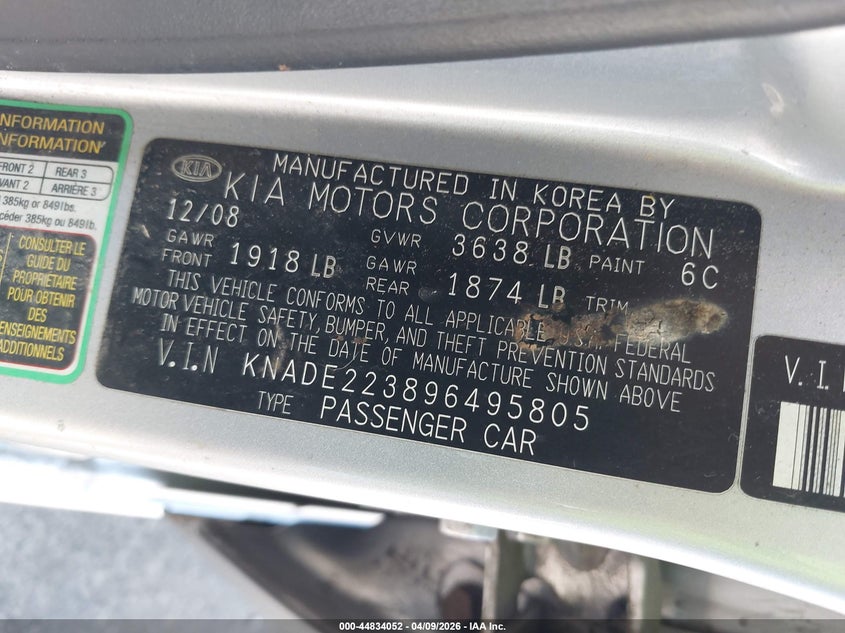 INFORMATION
INFORMATION
FRONT 2 REAR 3
AVANT 2 ARRIÈRE 3
385kg or 849lbs.
céder 385kg ou 849lb.
CONSULTER LE
GUIDE DU
PROPRIÉTAIRE
POUR OBTENIR
DES
RENSEIGNEMENTS
ADDITIONNELS
KIA
MANUFACTURED IN KOREA BY
KIA MOTORS CORPORATION
12/08 GVWR 3638 LB PAINT 6C
GAWR FRONT 1918 LB GAWR REAR 1874 LB TRIM
THIS VEHICLE CONFORMS TO ALL APPLICABLE U.S.A. FEDERAL
MOTOR VEHICLE SAFETY, BUMPER, AND THEFT PREVENTION STANDARDS
IN EFFECT ON THE DATE OF MANUFACTURE SHOWN ABOVE
V.I.N KNADE223896495805
TYPE PASSENGER CAR
V.I.
000-44834052 - 04/09/2026 - IAA, Inc.